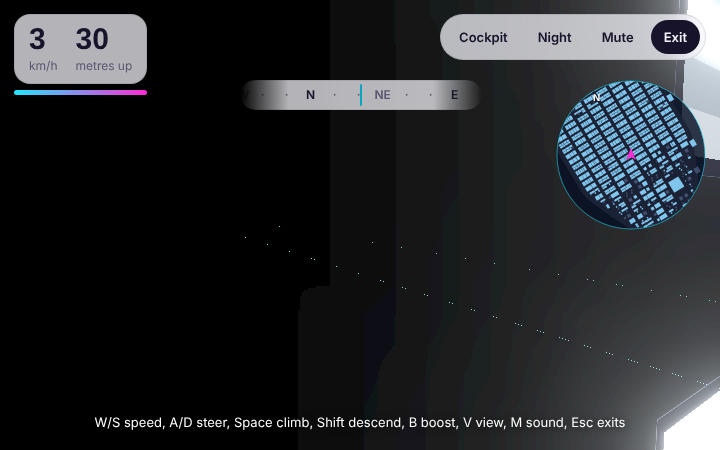 3 30
km/h metres up
Cockpit Night Mute Exit
N NE E
N
W/S speed, A/D steer, Space climb, Shift descend, B boost, V view, M sound, Esc exits